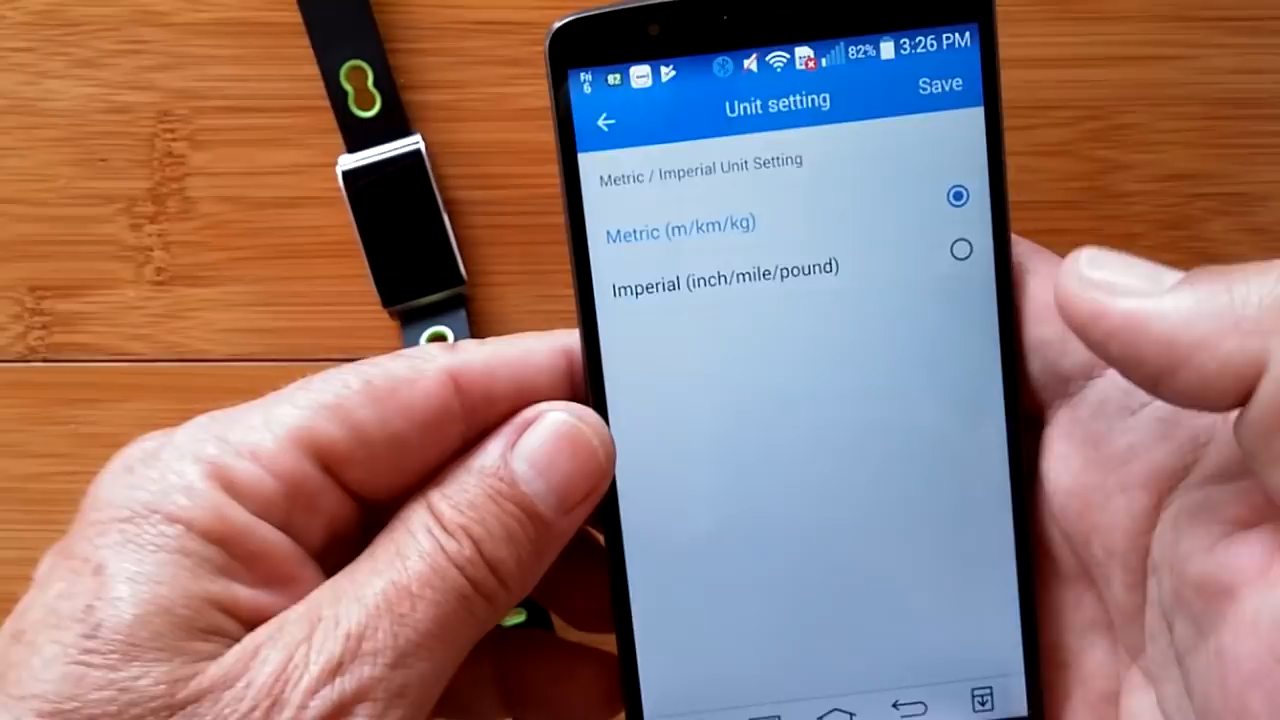 Fri 82 82% 3:26 PM
6
Unit setting Save
Metric / Imperial Unit Setting
Metric (m/km/kg)
Imperial (inch/mile/pound)